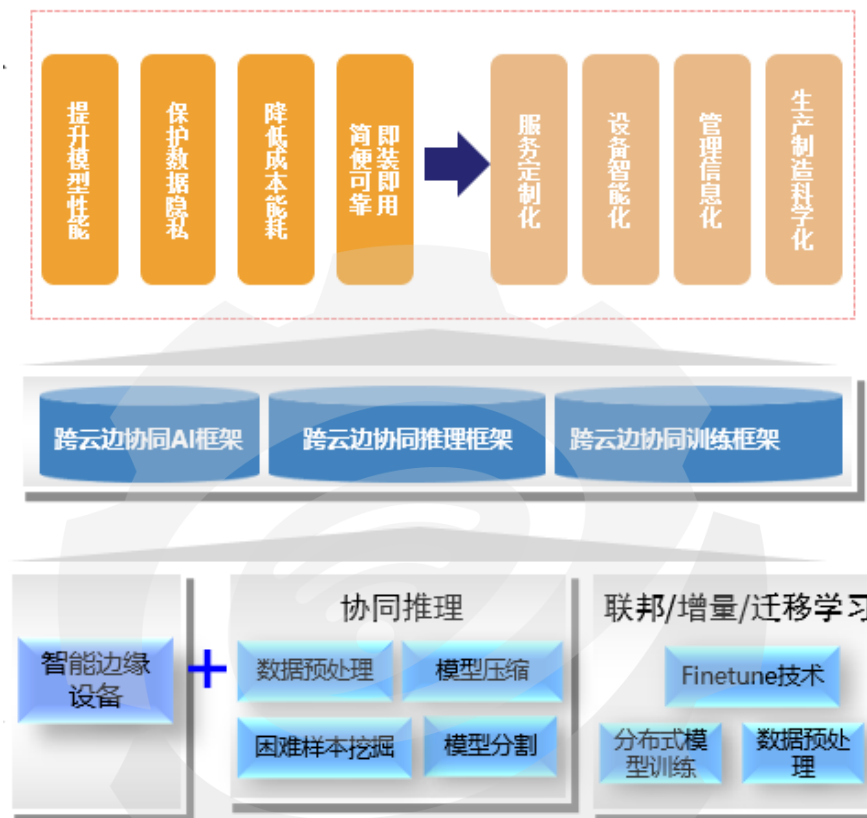 提升模型性能
保护数据隐私
降低成本能耗
即装即用
简便可靠
服务定制化
设备智能化
管理信息化
生产制造科学化
跨云边协同AI框架
跨云边协同推理框架
跨云边协同训练框架
智能边缘
设备
+
协同推理
数据预处理
模型压缩
困难样本挖掘
模型分割
联邦/增量/迁移学习
Finetune技术
分布式模
型训练
数据预处
理